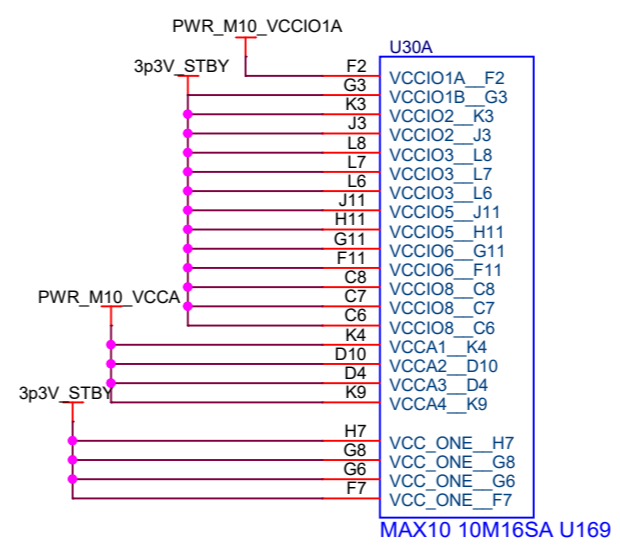 PWR_M10_VCCIO1A
U30A
3p3V_STBY
F2 VCCIO1A__F2
G3 VCCIO1B__G3
K3 VCCIO2__K3
J3 VCCIO2__J3
L8 VCCIO3__L8
L7 VCCIO3__L7
L6 VCCIO3__L6
J11 VCCIO5__J11
H11 VCCIO5__H11
G11 VCCIO6__G11
F11 VCCIO6__F11
C8 VCCIO8__C8
C7 VCCIO8__C7
PWR_M10_VCCA
C6 VCCIO8__C6
K4 VCCA1__K4
D10 VCCA2__D10
D4 VCCA3__D4
3p3V_STBY
K9 VCCA4__K9
H7 VCC_ONE__H7
G8 VCC_ONE__G8
G6 VCC_ONE__G6
F7 VCC_ONE__F7
MAX10 10M16SA U169